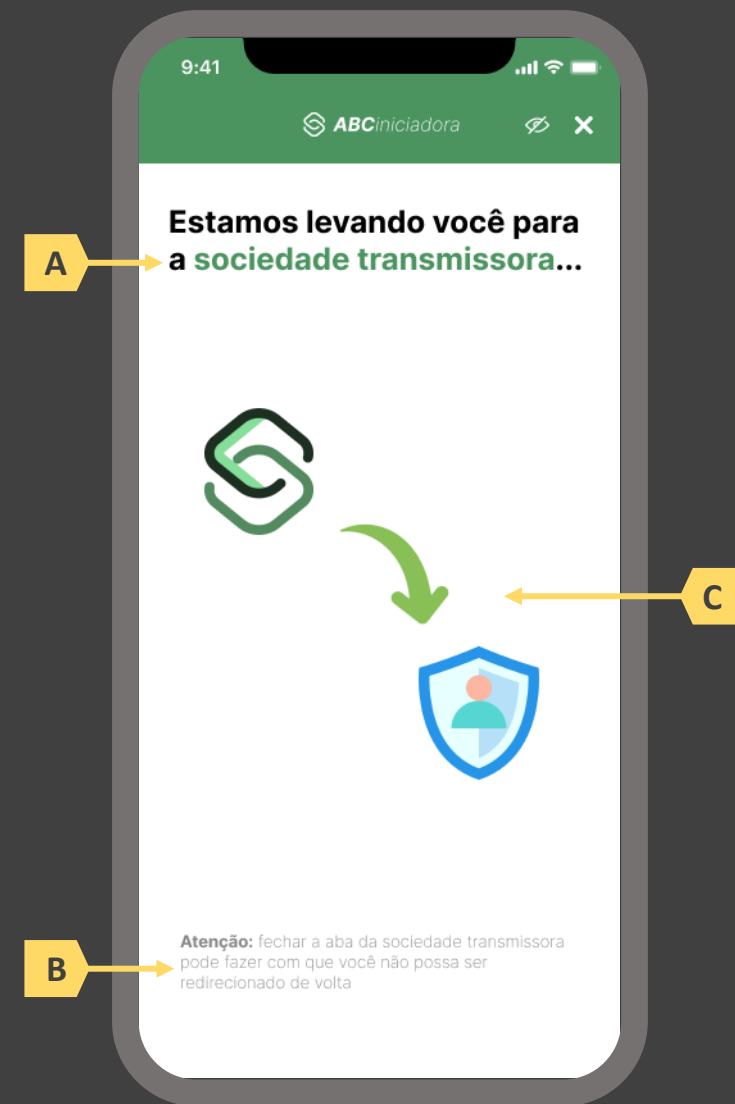 9:41
ABCiniciadora
Estamos levando você para
a sociedade transmissora...
A
C
Atenção: fechar a aba da sociedade transmissora
pode fazer com que você não possa ser
redirecionado de volta
B